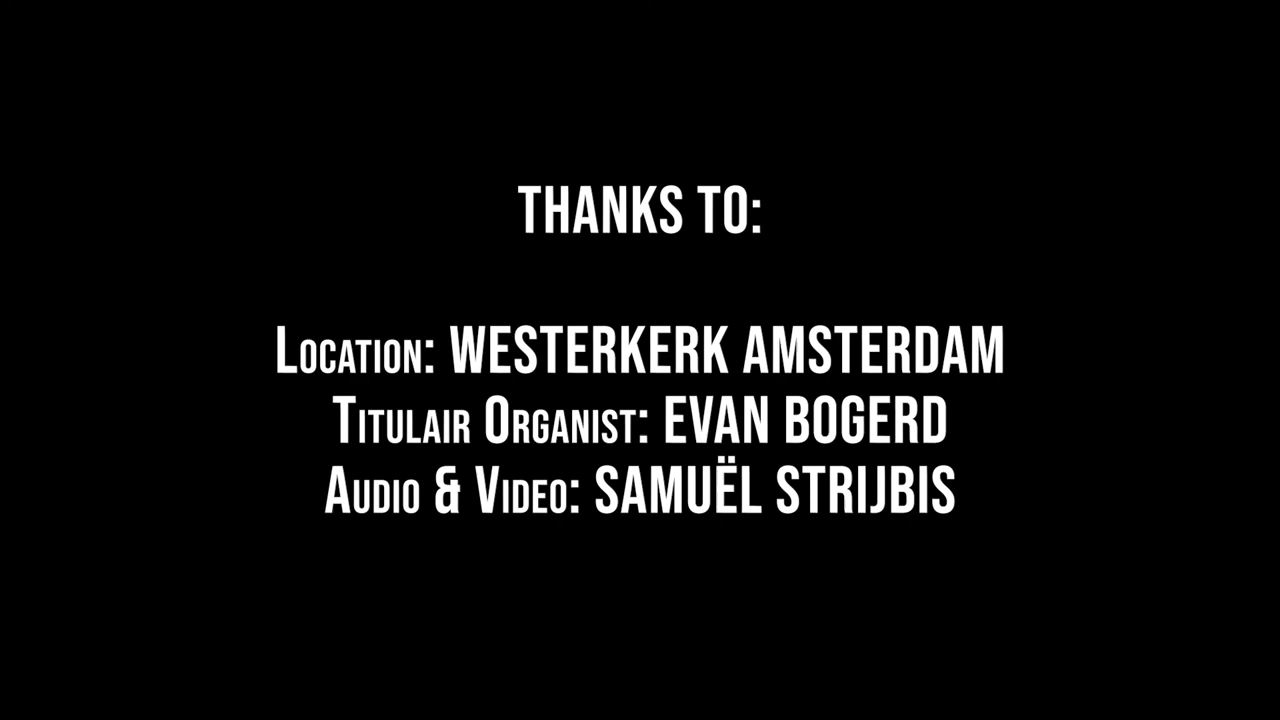 THANKS TO:
Location: WESTERKERK AMSTERDAM
Titulair Organist: EVAN BOGERD
Audio & Video: SAMUËL STRIJBIS